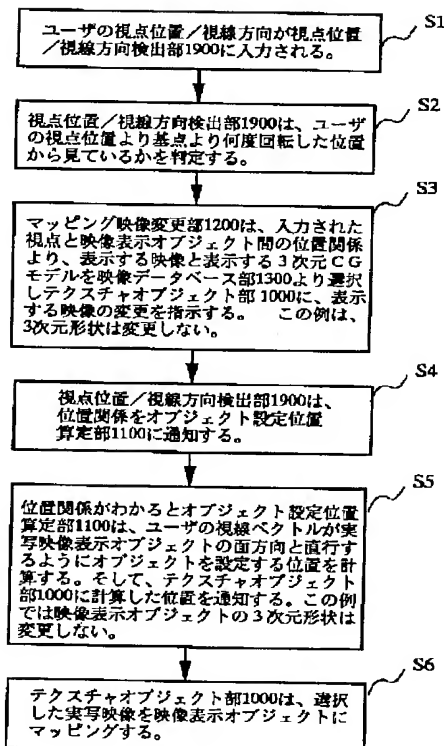 S1
ユーザの視点位置／視線方向が視点位置
／視線方向検出部1900に入力される。
S2
視点位置／視線方向検出部1900は、ユーザ
の視点位置より基点より何度回転した位置
から見ているかを判定する。
S3
マッピング映像変更部1200は、入力された
視点と映像表示オブジェクト間の位置関係
より、表示する映像と表示する３次元ＣＧ
モデルを映像データベース部1300より選択
しテクスチャオブジェクト部1000に、表示
する映像の変更を指示する。　この例は、
3次元形状は変更しない。
S4
視点位置／視線方向検出部1900は、
位置関係をオブジェクト設定位置
算定部1100に通知する。
S5
位置関係がわかるとオブジェクト設定位置
算定部1100は、ユーザの視線ベクトルが実
写映像表示オブジェクトの面方向と直行す
るようにオブジェクトを設定する位置を計
算する。そして、テクスチャオブジェクト
部1000に計算した位置を通知する。この例
では映像表示オブジェクトの３次元形状は
変更しない。
S6
テクスチャオブジェクト部1000は、選択
した実写映像を映像表示オブジェクトに
マッピングする。